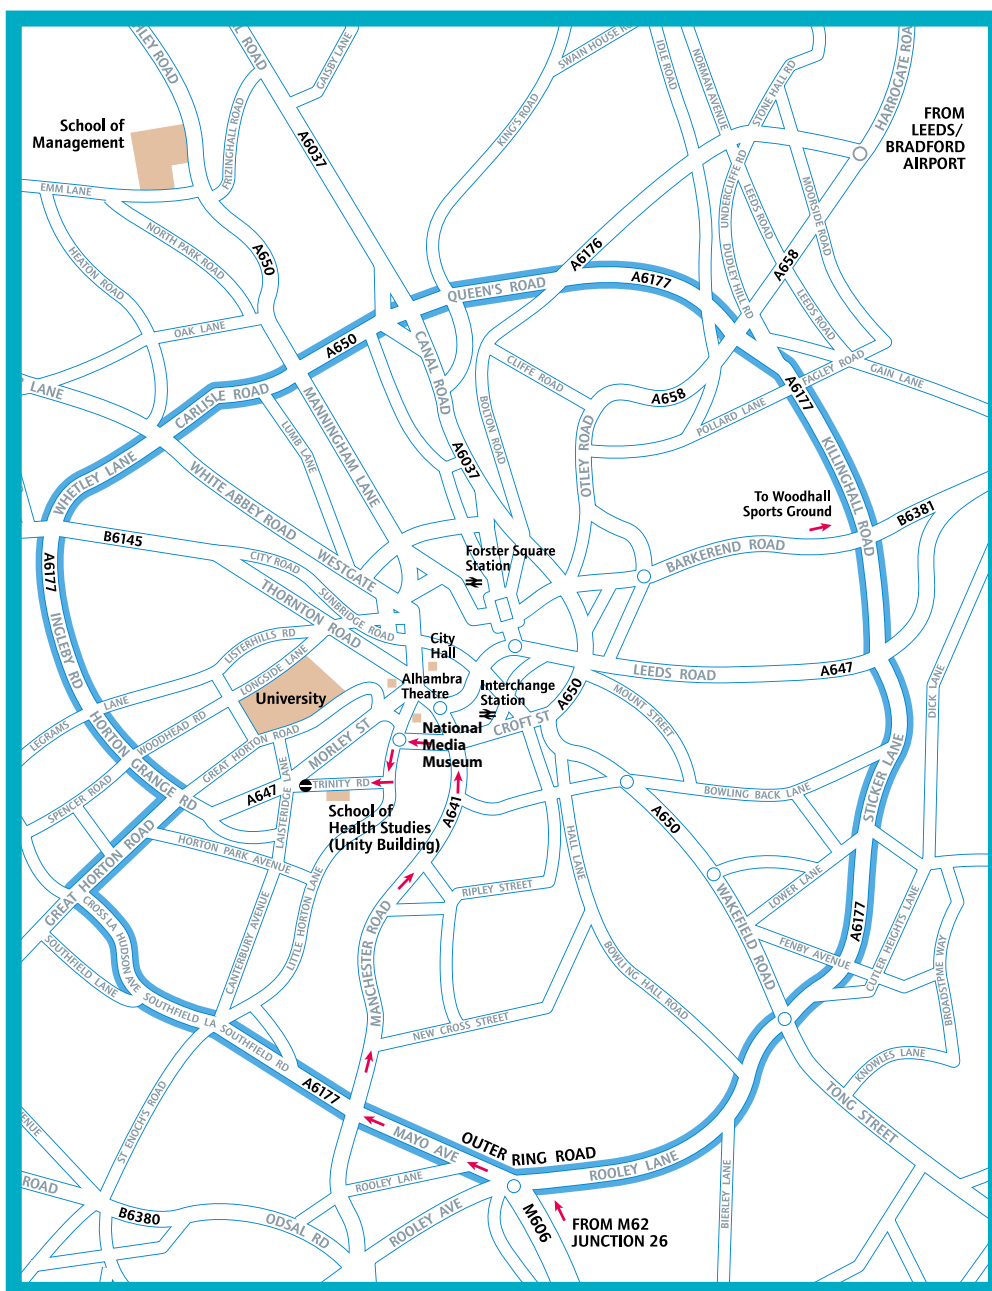 GAISBY LANE
SWAIN HOUSE
IDLE ROAD
NORMAN AVENUE
STONE HALL RD
HARROGATE
KING'S ROAD
FROM
LEEDS/
BRADFORD
AIRPORT
School of
Management
FRIZINGHALL ROAD
A6037
EMM LANE
UNDERCLIFFE RD
LEEDS ROAD
MOORSIDE ROAD
NORTH PARK ROAD
A650
HEATON ROAD
A6176
DUDLEY HILL RD
A658
LEEDS ROAD
QUEEN'S ROAD
A6177
OAK LANE
A650
CANAL ROAD
CLIFFE ROAD
FAGLEY ROAD
GAIN LANE
LANE
CARLISLE ROAD
MANNINGHAM LANE
BOLTON ROAD
A658
A6177
POLLARD LANE
LUMB LANE
OTLEY ROAD
KILLINGHALL ROAD
WHETLEY LANE
WHITE ABBEY ROAD
A6037
To Woodhall
Sports Ground
B6381
B6145
WESTGATE
Forster Square
Station
BARKEREND ROAD
A6177
CITY ROAD
SUNBRIDGE ROAD
THORNTON ROAD
INGLEBY RD
LISTERHILLS RD
City
Hall
LONGSIDE LANE
Alhambra
Theatre
LEEDS ROAD
A647
DICK LANE
University
Interchange
Station
A650
MOUNT STREET
LEGRAMS LANE
HORTON GRANGE RD
WOODHEAD RD
GREAT HORTON ROAD
MORLEY ST
National
Media
Museum
CROFT ST
STICKER LANE
SPENCER ROAD
A647
TRINITY RD
LAISTERIDGE LANE
School of
Health Studies
(Unity Building)
A641
A650
BOWLING BACK LANE
HALL LANE
GREAT HORTON ROAD
HORTON PARK AVENUE
RIPLEY STREET
WAKEFIELD ROAD
LOWER LANE
CROSS LA
HUDSON AVE
CANTERBURY AVENUE
LITTLE HORTON LANE
MANCHESTER ROAD
A6177
CUTLER HEIGHTS LANE
FENBY AVENUE
SOUTHFIELD LANE
SOUTHFIELD LA
SOUTHFIELD RD
BOWLING HALL ROAD
NEW CROSS STREET
KNOWLES LANE
TONG STREET
A6177
ST ENOCH'S ROAD
MAYO AVE
OUTER RING ROAD
ROOLEY LANE
ROOLEY LANE
BIERLEY LANE
ROAD
B6380
ODSAL RD
ROOLEY AVE
M606
FROM M62
JUNCTION 26